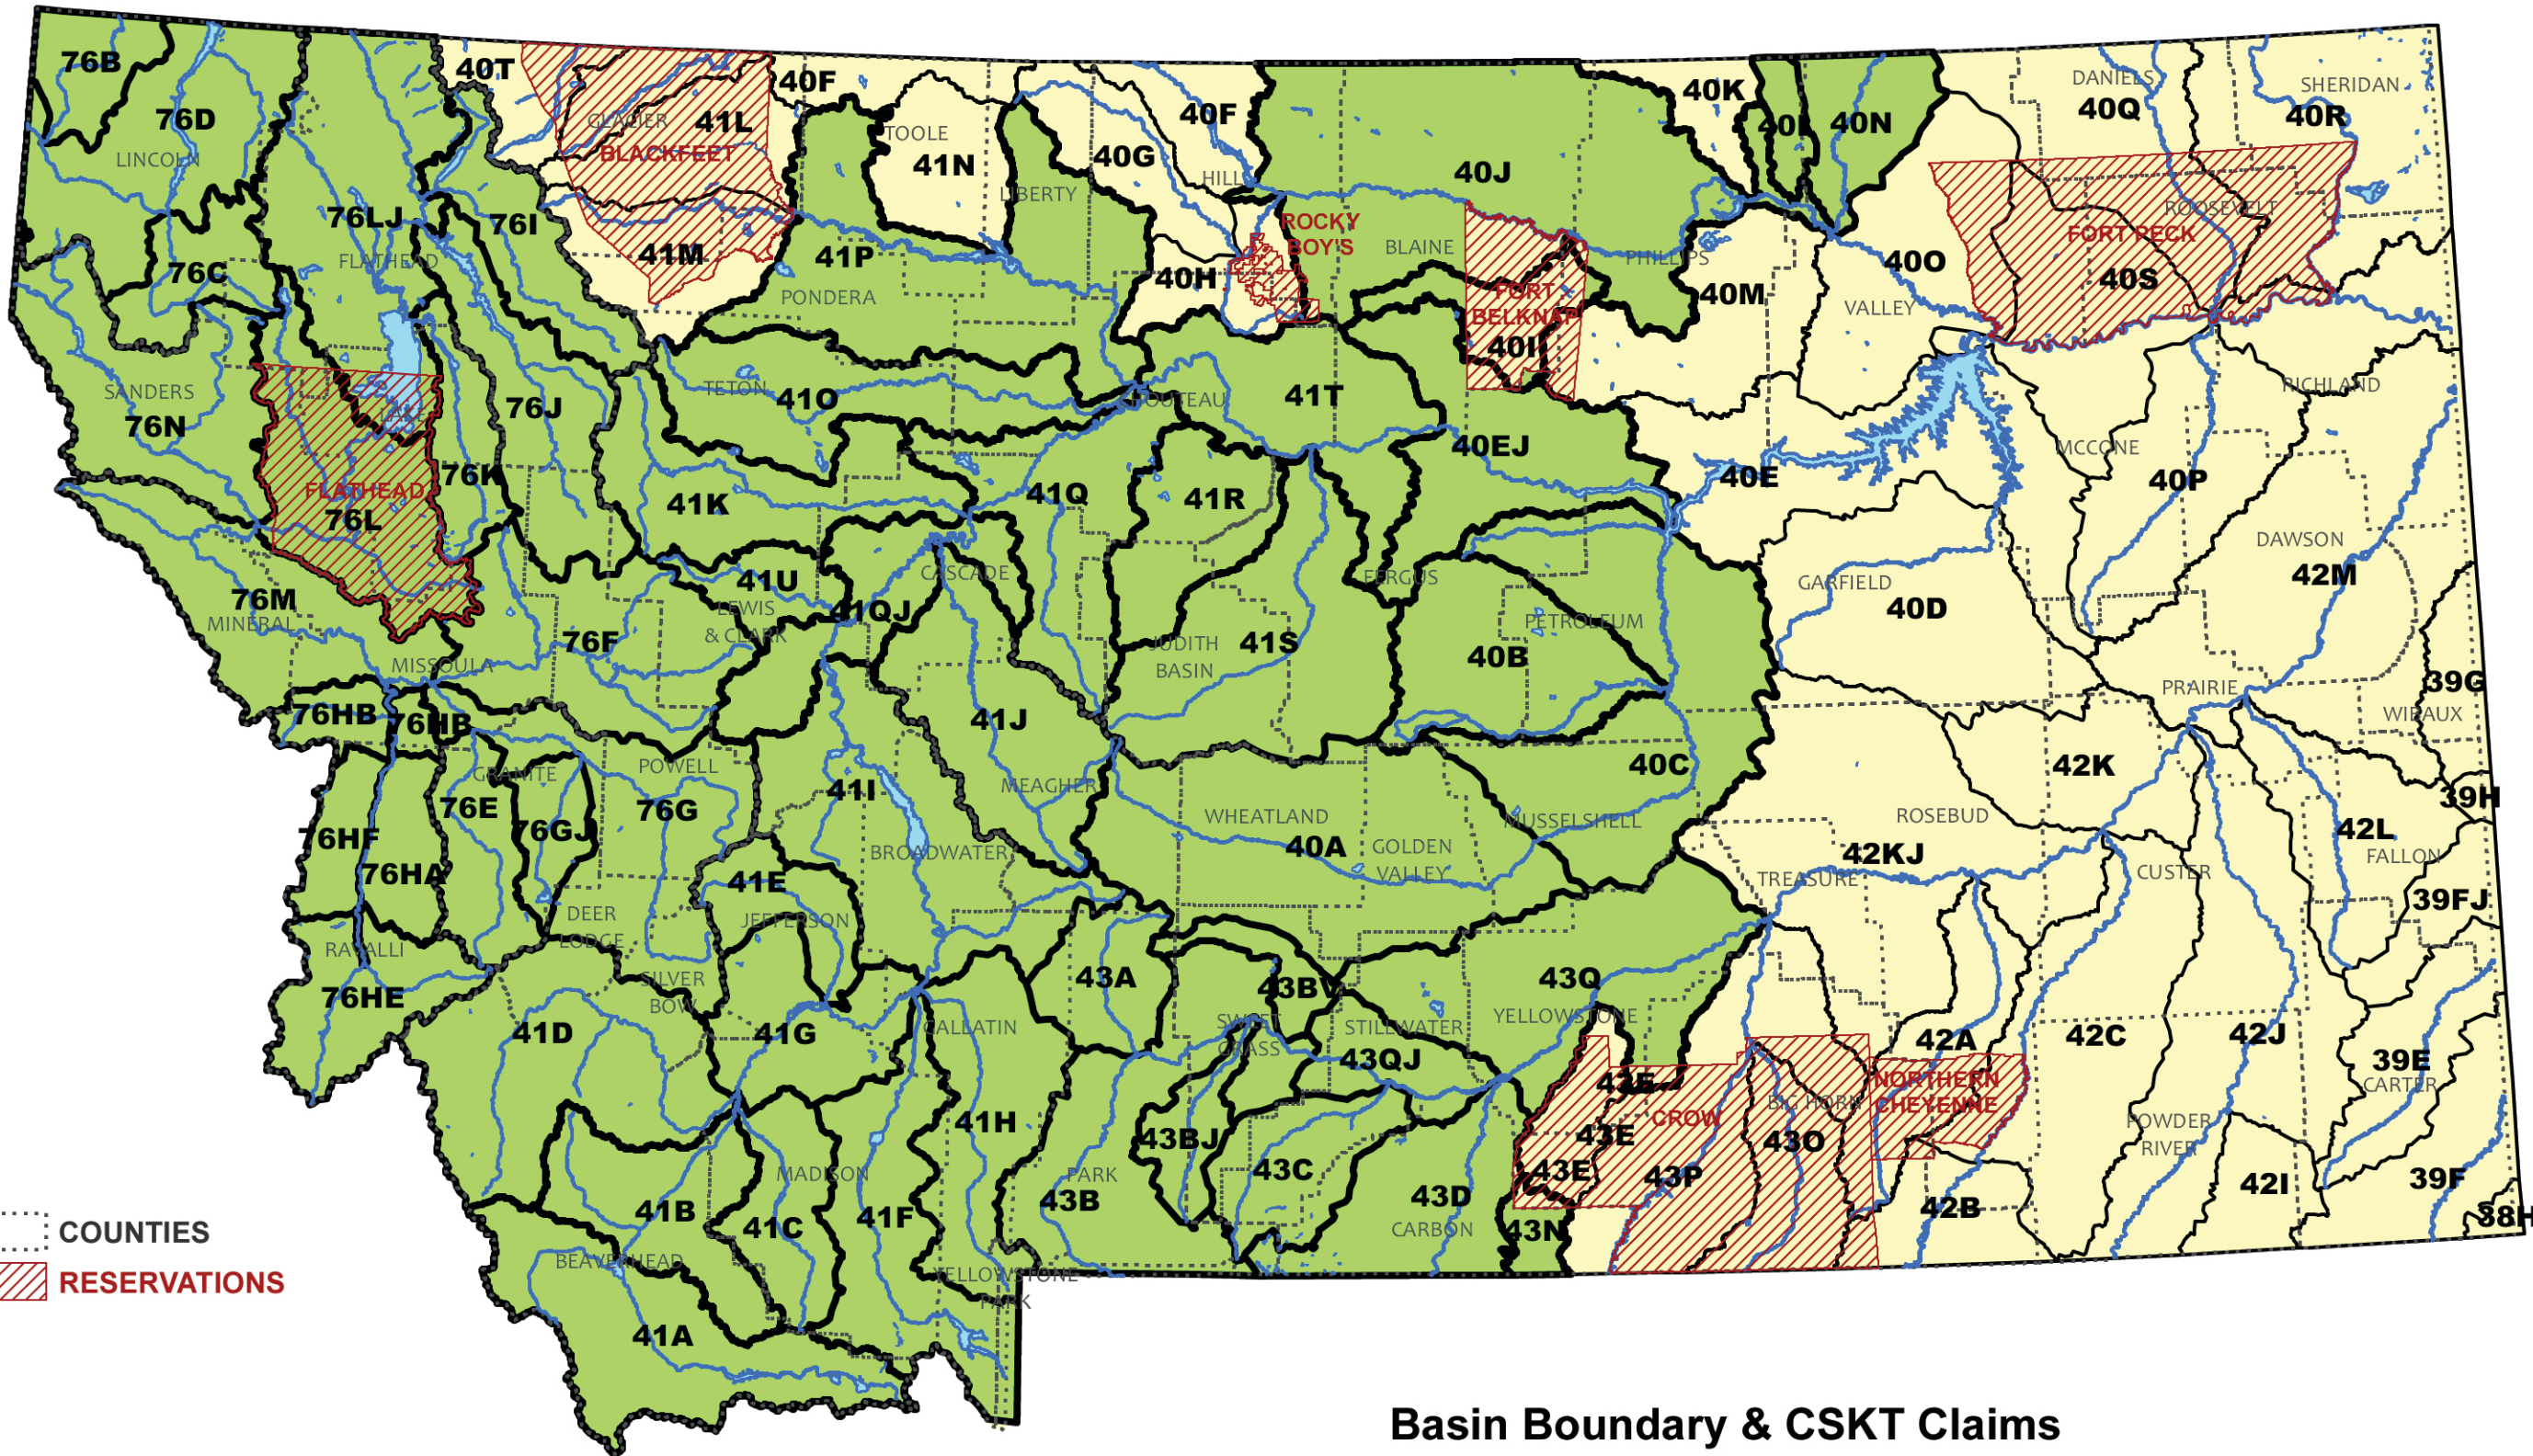 76B
40T
40F
40K
DANIELS
SHERIDAN
76D
GLACIER
41L
TOOLE
40F
40N
40Q
40R
LINCOLN
BLACKFEET
41N
40G
LIBERTY
HILL
40J
ROOSEVELT
76LJ
76I
ROCKY
BOY'S
FORT PECK
FLATHEAD
41M
41P
BLAINE
PHILLIPS
40O
76C
PONDERA
40H
FORT
BELKNAP
40M
VALLEY
40S
40I
SANDERS
76N
LAKE
76J
TETON
41O
CHOUTEAU
41T
RICHLAND
76K
40EJ
40E
MCCONE
40P
FLATHEAD
76L
41K
41Q
41R
DAWSON
42M
76M
MINERAL
41U
LEWIS
& CLARK
CASCADE
FERGUS
GARFIELD
40D
41QJ
76F
JUDITH
BASIN
41S
PETROLEUM
40B
MISSOULA
PRAIRIE
39G
WIBAUX
76HB
76HB
41J
GRANITE
POWELL
41I
MEAGHER
40C
42K
39H
76E
76GJ
76G
WHEATLAND
40A
GOLDEN
VALLEY
MUSSELSHELL
ROSEBUD
42L
FALLON
76HF
76HA
BROADWATER
42KJ
TREASURE
CUSTER
39FJ
41E
JEFFERSON
DEER
LODGE
RAVALLI
76HE
SILVER
BOW
43A
43BV
43Q
YELLOWSTONE
41D
41G
GALLATIN
SWEET
GRASS
STILLWATER
43QJ
42A
42C
42J
39E
CARTER
43E
NORTHERN
CHEYENNE
41H
CROW
BIG HORN
43E
43O
POWDER
RIVER
43BJ
43C
43E
43P
MADISON
PARK
43B
43D
CARBON
43N
42B
42I
39F
38H
41B
41C
41F
COUNTIES
BEAVERHEAD
RESERVATIONS
YELLOWSTONE
PARK
41A
Basin Boundary & CSKT Claims